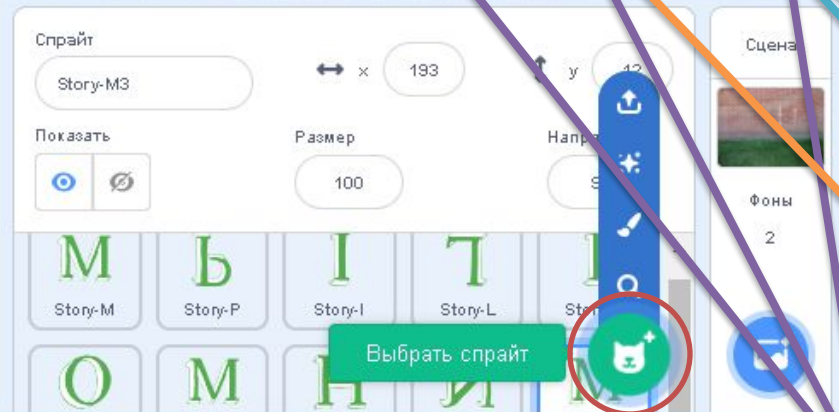 Спрайт
Story-M3
x 193 y
Показать
Размер
100
Сцена
Фоны
2
M Ь I
Story-M Story-P Story-I Story-L
Выбрать спрайт
O M